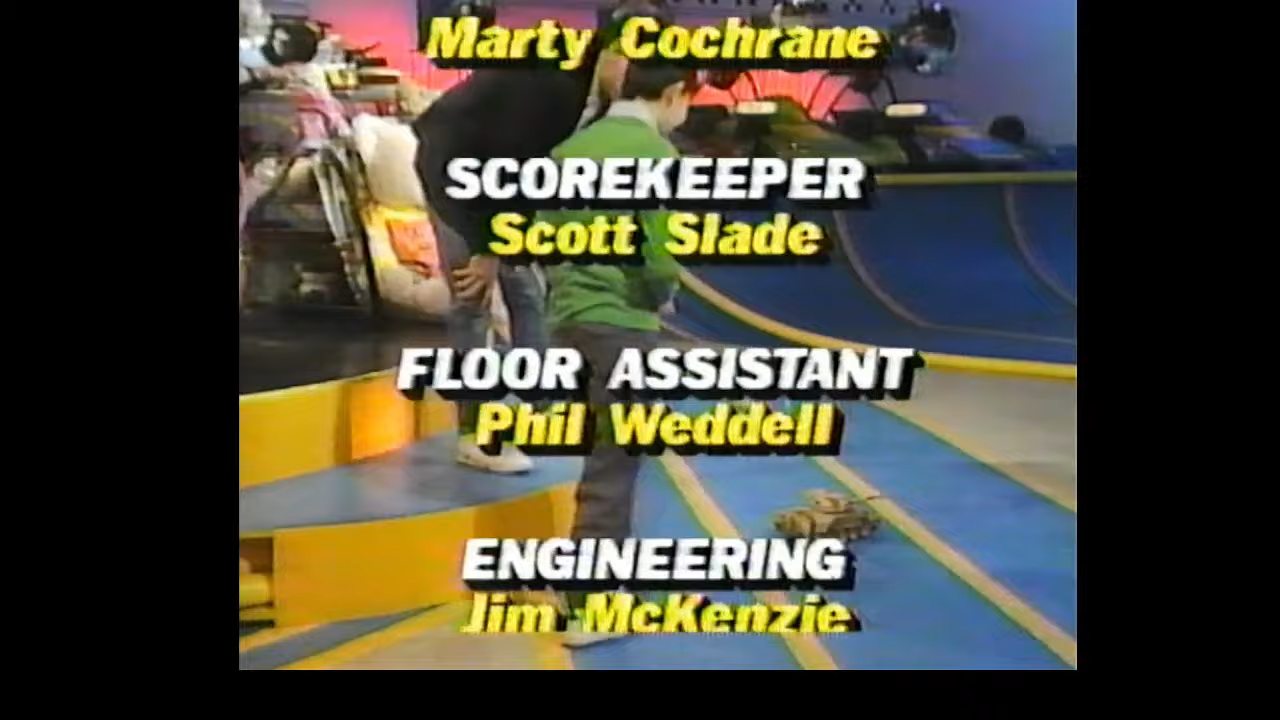 Marty Cochrane
SCOREKEEPER
Scott Slade
FLOOR ASSISTANT
Phil Weddell
ENGINEERING
Jim McKenzie